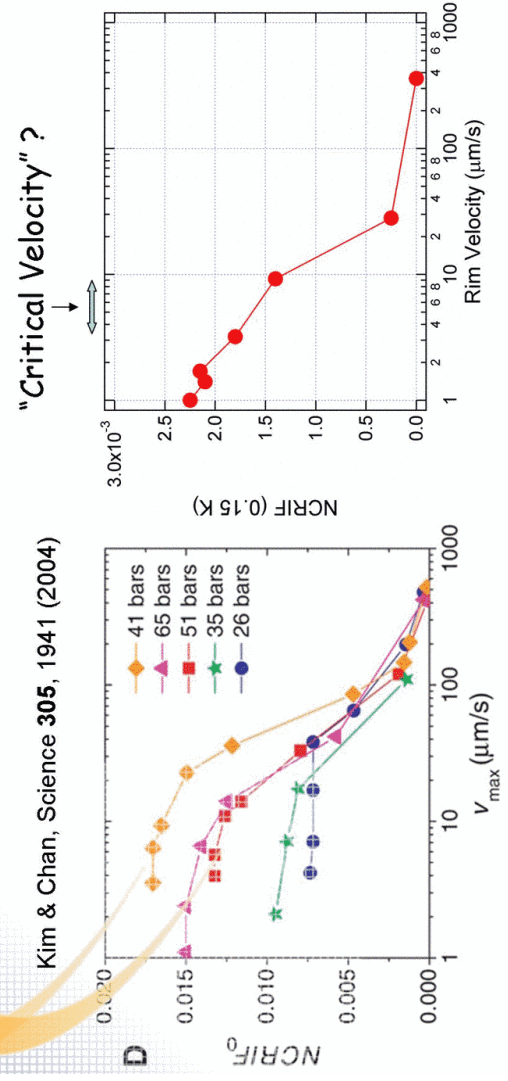 Kim & Chan, Science 305, 1941 (2004)
D
NCRIF₀
0.020
0.015
0.010
0.005
0.000
41 bars
65 bars
51 bars
35 bars
26 bars
1
10
100
1000
vmax (µm/s)
"Critical Velocity" ?
NCRIF (0.15 K)
3.0x10⁻³
2.5
2.0
1.5
1.0
0.5
0.0
1 2 4 6 8 10 2 4 6 8 100 2 4 6 8 1000
Rim Velocity (µm/s)